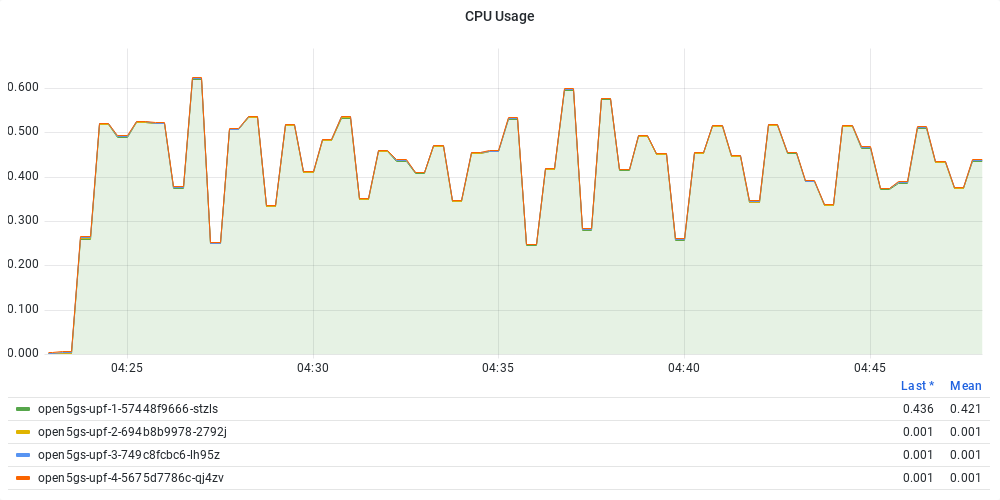 CPU Usage
0.600
0.500
0.400
0.300
0.200
0.100
0.000
04:25 04:30 04:35 04:40 04:45
Last * Mean
open5gs-upf-1-57448f9666-stzls 0.436 0.421
open5gs-upf-2-694b8b9978-2792j 0.001 0.001
open5gs-upf-3-749c8fcbc6-lh95z 0.001 0.001
open5gs-upf-4-5675d7786c-qj4zv 0.001 0.001